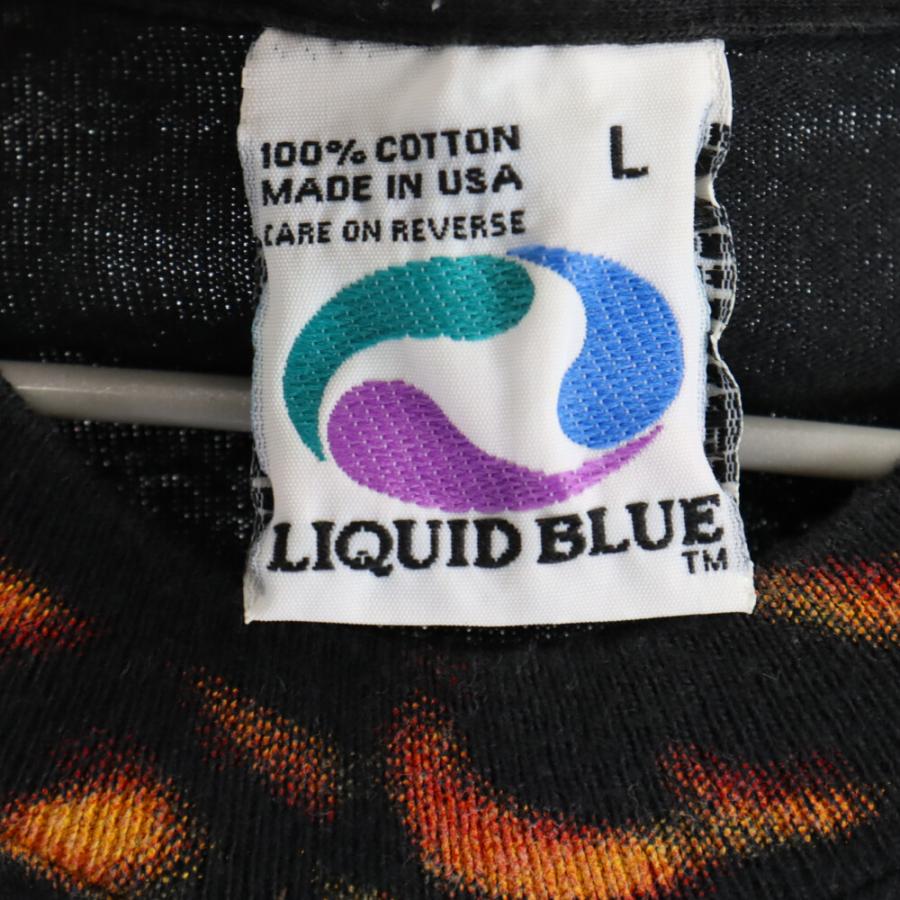 100% COTTON
L
MADE IN USA
CARE ON REVERSE
LIQUID BLUE
TM